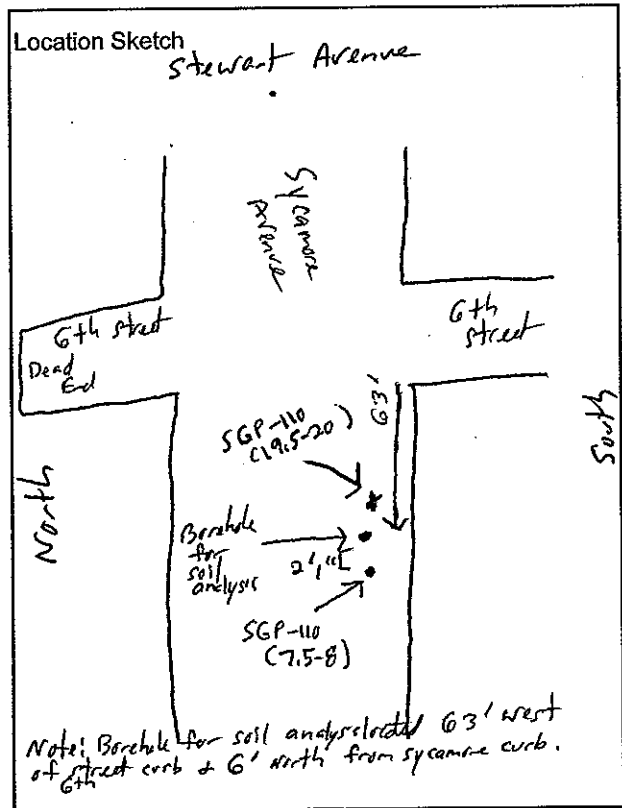 Location Sketch
Stewart Avenue
Sycamore
Avenue
6th street
Dead
End
6th
street
63'
SGP-110
(19.5-20)
North
South
Borehole
for
soil
analysis
2'1"
SGP-110
(7.5-8)
Note: Borehole for soil analysis located 63' west
of 6th street curb & 6' north from sycamore curb.